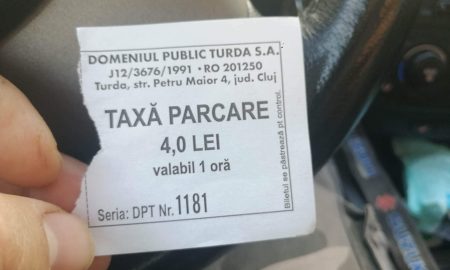 DOMENIUL PUBLIC TURDA S.A.
J12/3676/1991 • RO 201250
Turda, str. Petru Maior 4, jud. Cluj
TAXĂ PARCARE
4,0 LEI
valabil 1 oră
Seria: DPT Nr. 1181
Biletul se păstrează pt control.